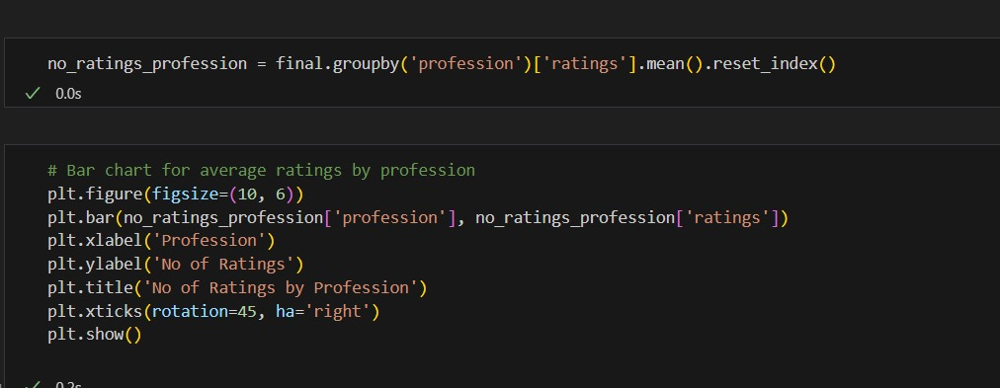 no_ratings_profession = final.groupby('profession')['ratings'].mean().reset_index()
0.0s
# Bar chart for average ratings by profession
plt.figure(figsize=(10, 6))
plt.bar(no_ratings_profession['profession'], no_ratings_profession['ratings'])
plt.xlabel('Profession')
plt.ylabel('No of Ratings')
plt.title('No of Ratings by Profession')
plt.xticks(rotation=45, ha='right')
plt.show()
0.2s